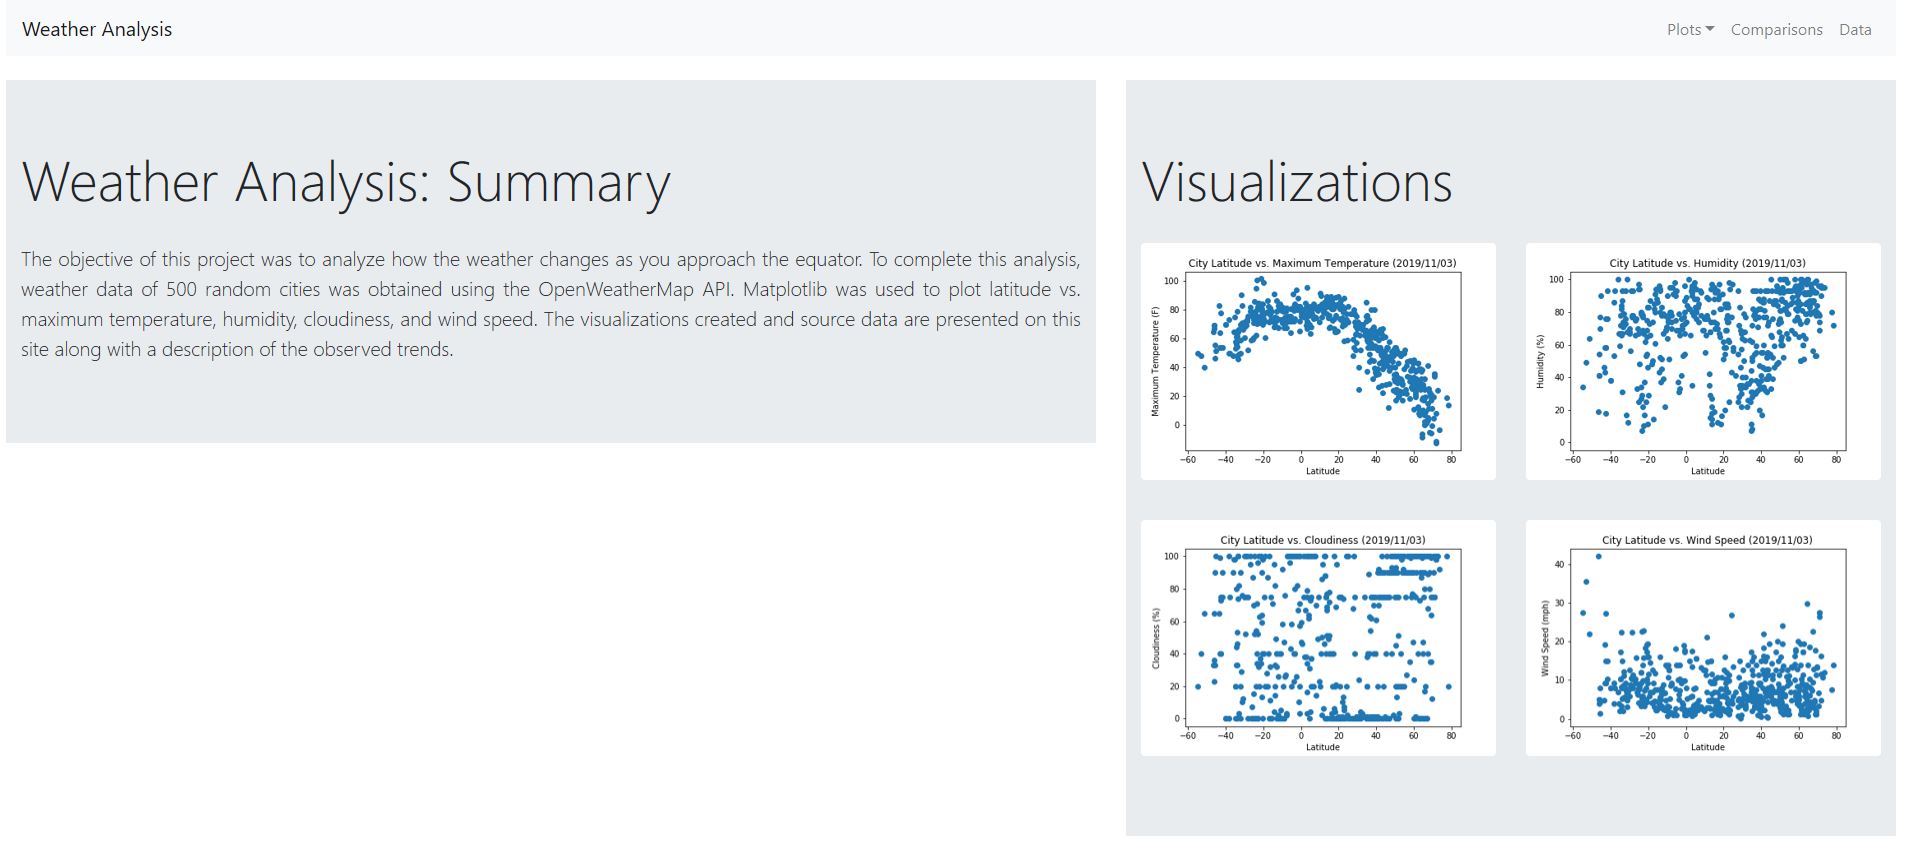 Weather Analysis
Plots Comparisons Data
Weather Analysis: Summary
The objective of this project was to analyze how the weather changes as you approach the equator. To complete this analysis,
weather data of 500 random cities was obtained using the OpenWeatherMap API. Matplotlib was used to plot latitude vs.
maximum temperature, humidity, cloudiness, and wind speed. The visualizations created and source data are presented on this
site along with a description of the observed trends.
Visualizations
City Latitude vs. Maximum Temperature (2019/11/03)
Maximum Temperature (F)
100
80
60
40
20
0
−60 −40 −20 0 20 40 60 80
Latitude
City Latitude vs. Humidity (2019/11/03)
Humidity (%)
100
80
60
40
20
0
−60 −40 −20 0 20 40 60 80
Latitude
City Latitude vs. Cloudiness (2019/11/03)
Cloudiness (%)
100
80
60
40
20
0
−60 −40 −20 0 20 40 60 80
Latitude
City Latitude vs. Wind Speed (2019/11/03)
Wind Speed (mph)
40
30
20
10
0
−60 −40 −20 0 20 40 60 80
Latitude